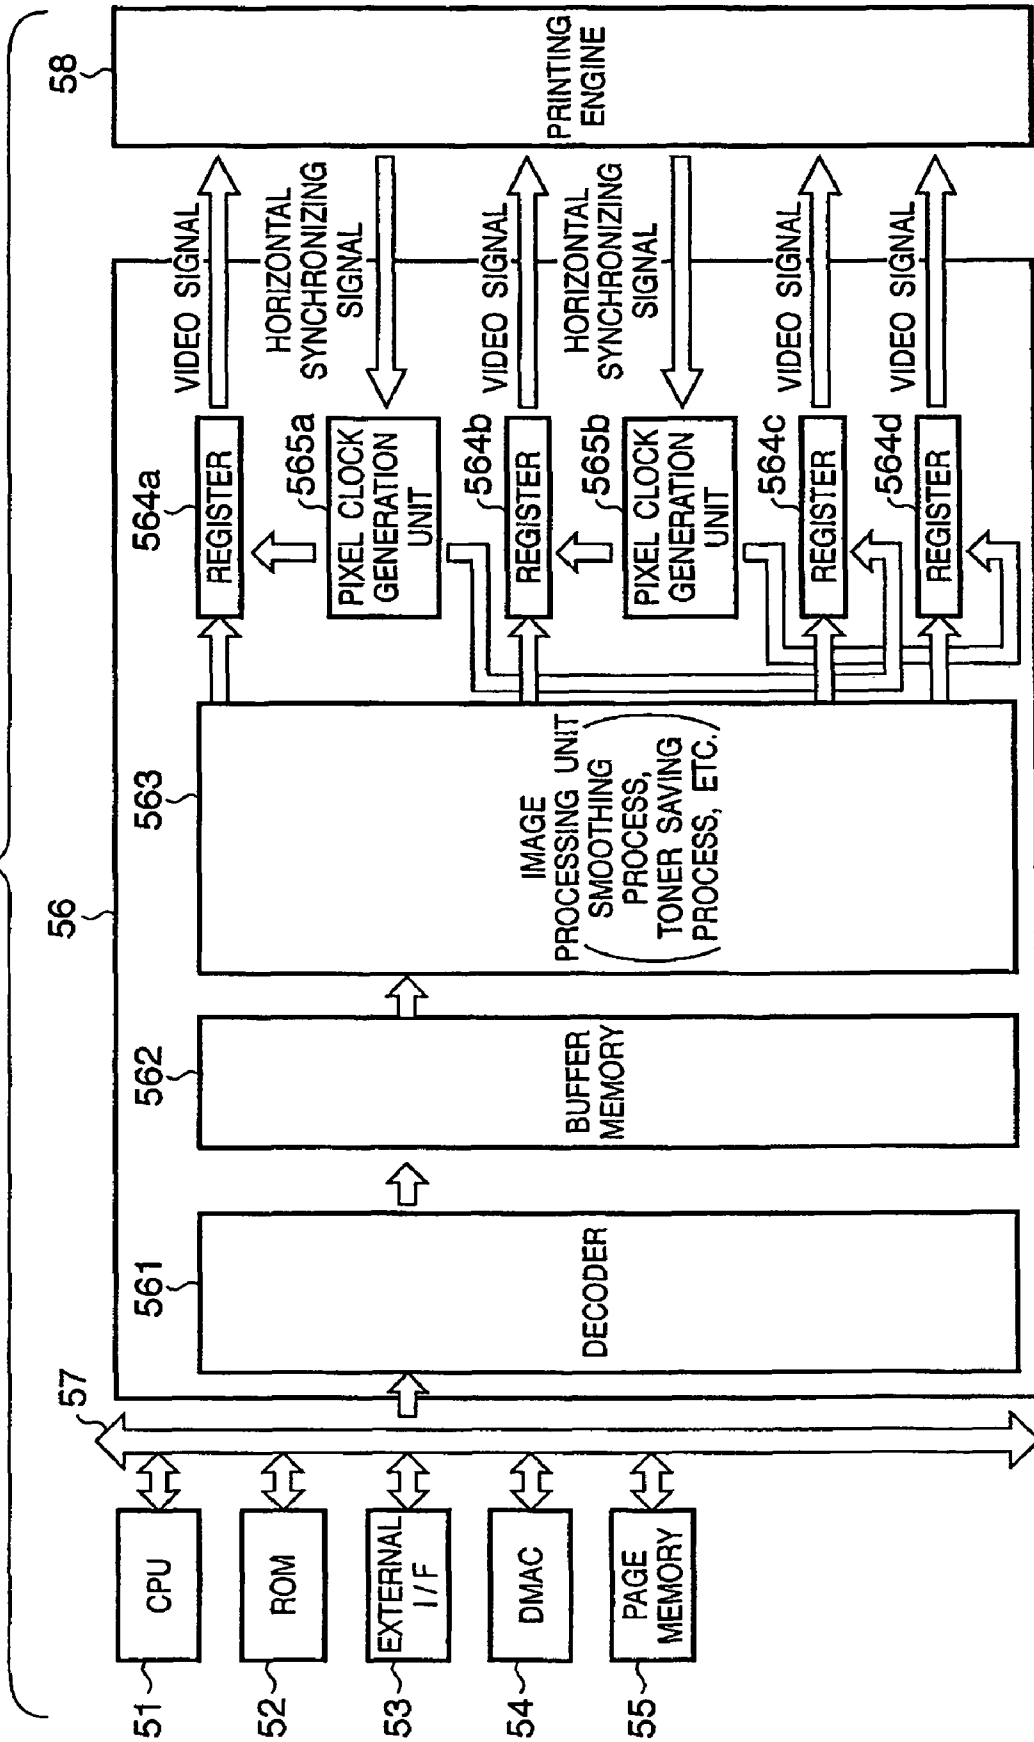 51
CPU
52
ROM
53
EXTERNAL
I/F
54
DMAC
55
PAGE
MEMORY
57
56
561
DECODER
562
BUFFER
MEMORY
563
IMAGE
PROCESSING UNIT
SMOOTHING
PROCESS,
TONER SAVING
PROCESS, ETC.
564a
REGISTER
VIDEO SIGNAL
565a
PIXEL CLOCK
GENERATION
UNIT
HORIZONTAL
SYNCHRONIZING
SIGNAL
564b
REGISTER
VIDEO SIGNAL
565b
PIXEL CLOCK
GENERATION
UNIT
HORIZONTAL
SYNCHRONIZING
SIGNAL
564c
REGISTER
VIDEO SIGNAL
564d
REGISTER
VIDEO SIGNAL
58
PRINTING
ENGINE